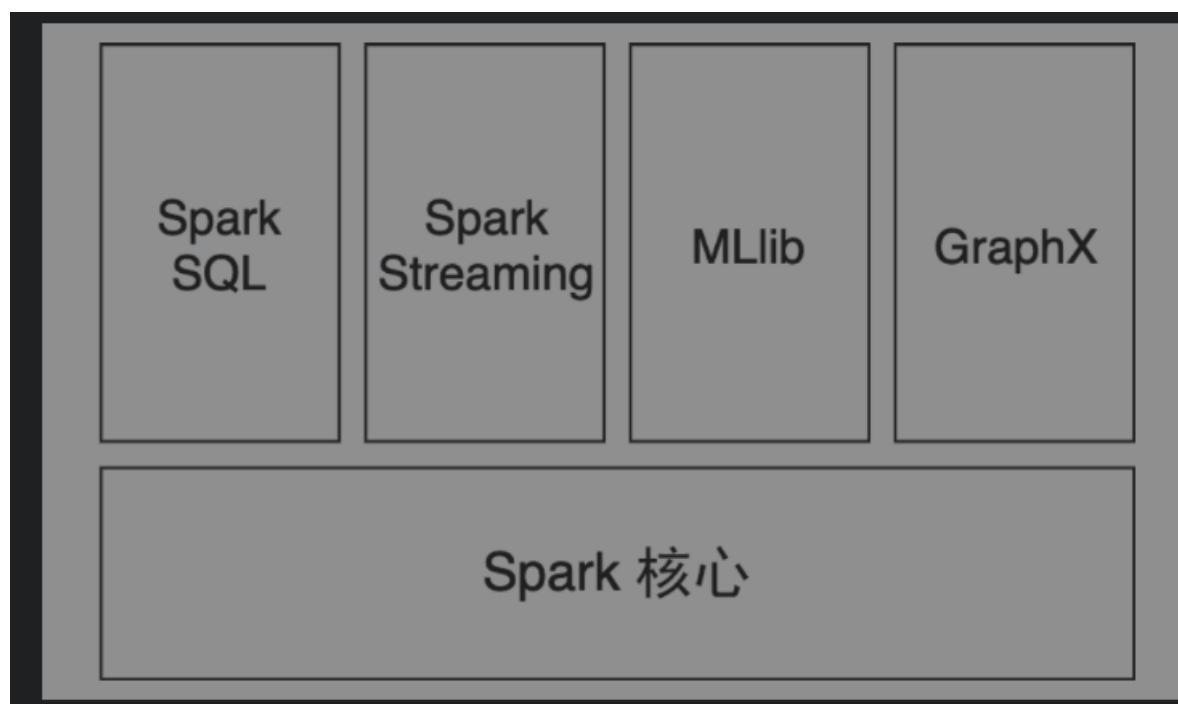 Spark
SQL
Spark
Streaming
MLlib
GraphX
Spark 核心